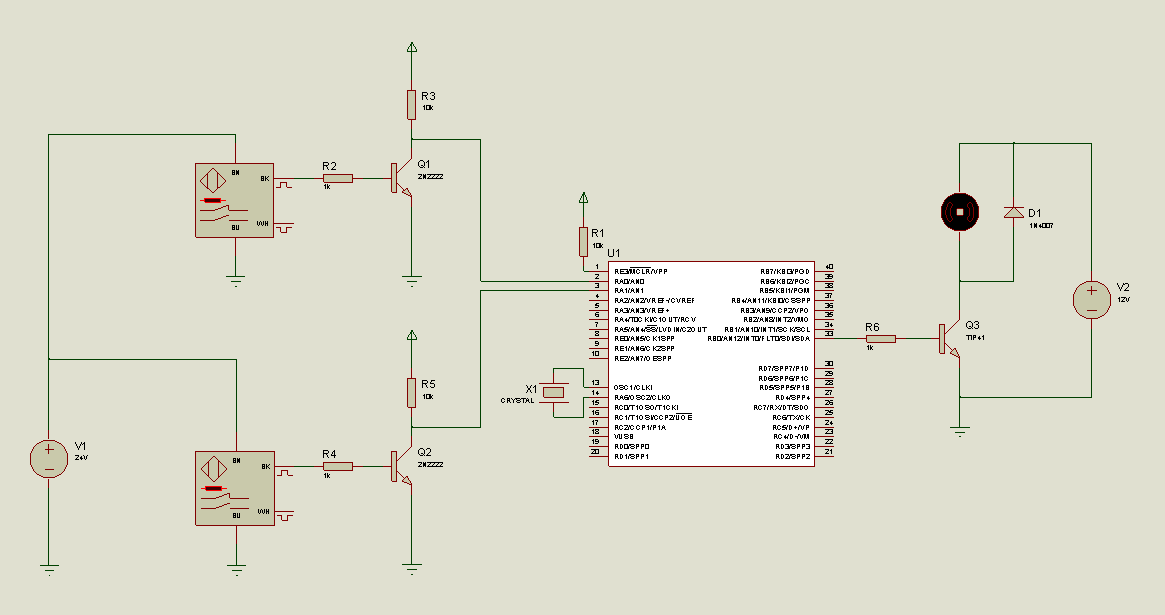 R3
10k
BN
BK
WH
BU
R2
1k
Q1
2N2222
R1
10k
U1
1
2
3
4
5
6
7
8
9
10
13
14
15
16
17
18
19
20
RE3/MCLR/VPP
RA0/AN0
RA1/AN1
RA2/AN2/VREF-/CVREF
RA3/AN3/VREF+
RA4/T0CKI/C1OUT/RCV
RA5/AN4/SS/LVDIN/C2OUT
RE0/AN5/CK1SPP
RE1/AN6/CK2SPP
RE2/AN7/OESPP
OSC1/CLKI
RA6/OSC2/CLKO
RC0/T1OSO/T1CKI
RC1/T1OSI/CCP2/UOE
RC2/CCP1/P1A
VUSB
RD0/SPP0
RD1/SPP1
RB7/KBI3/PGD
RB6/KBI2/PGC
RB5/KBI1/PGM
RB4/AN11/KBI0/CSSPP
RB3/AN9/CCP2/VPO
RB2/AN8/INT2/VMO
RB1/AN10/INT1/SCK/SCL
RB0/AN12/INT0/FLT0/SDI/SDA
RD7/SPP7/P1D
RD6/SPP6/P1C
RD5/SPP5/P1B
RD4/SPP4
RC7/RX/DT/SDO
RC6/TX/CK
RC5/D+/VP
RC4/D-/VM
RD3/SPP3
RD2/SPP2
40
39
38
37
36
35
34
33
30
29
28
27
26
25
24
23
22
21
R6
1k
Q3
TIP41
D1
1N4007
V2
12V
X1
CRYSTAL
R5
10k
V1
24V
BN
BK
WH
BU
R4
1k
Q2
2N2222